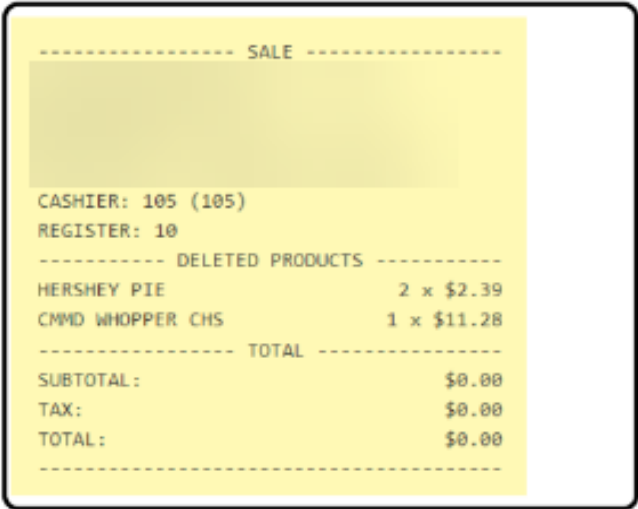 ----------------- SALE -----------------
CASHIER: 105 (105)
REGISTER: 10
----------- DELETED PRODUCTS -----------
HERSHEY PIE 2 x $2.39
CMMD WHOPPER CHS 1 x $11.28
----------------- TOTAL ----------------
SUBTOTAL: $0.00
TAX: $0.00
TOTAL: $0.00
----------------------------------------